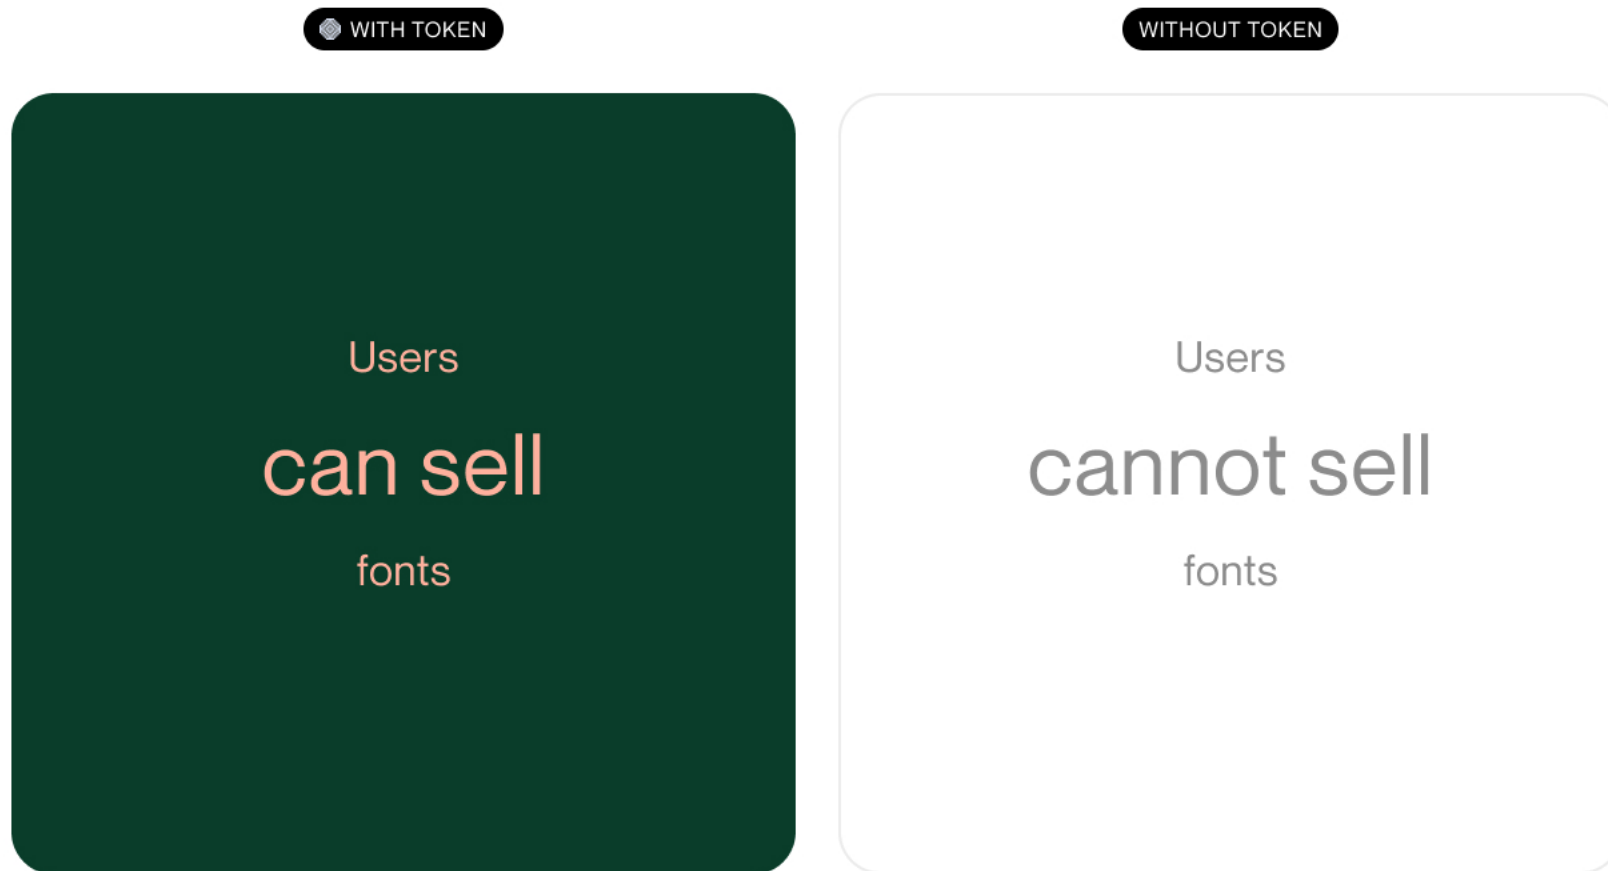 WITH TOKEN
Users
can sell
fonts
WITHOUT TOKEN
Users
cannot sell
fonts